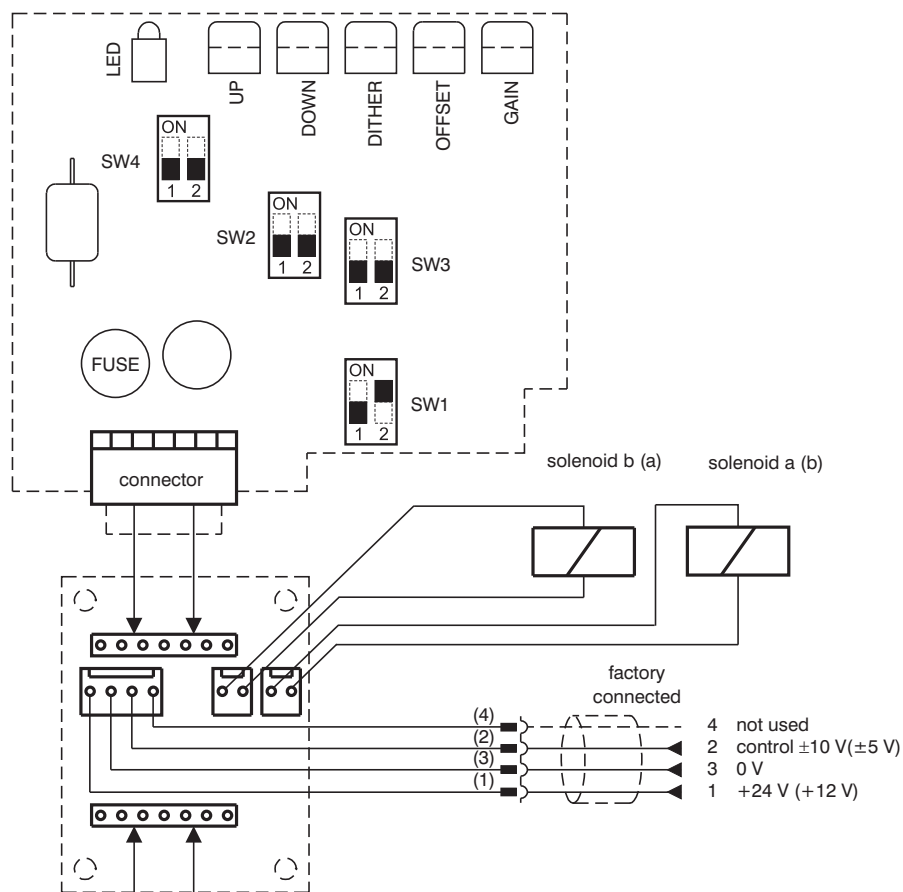 LED
UP
DOWN
DITHER
OFFSET
GAIN
ON
SW4
1 2
ON
SW2
1 2
ON
SW3
1 2
FUSE
ON
SW1
1 2
connector
solenoid b (a)
solenoid a (b)
factory
connected
(4)
4 not used
(2)
2 control ±10 V(±5 V)
(3)
3 0 V
(1)
1 +24 V (+12 V)